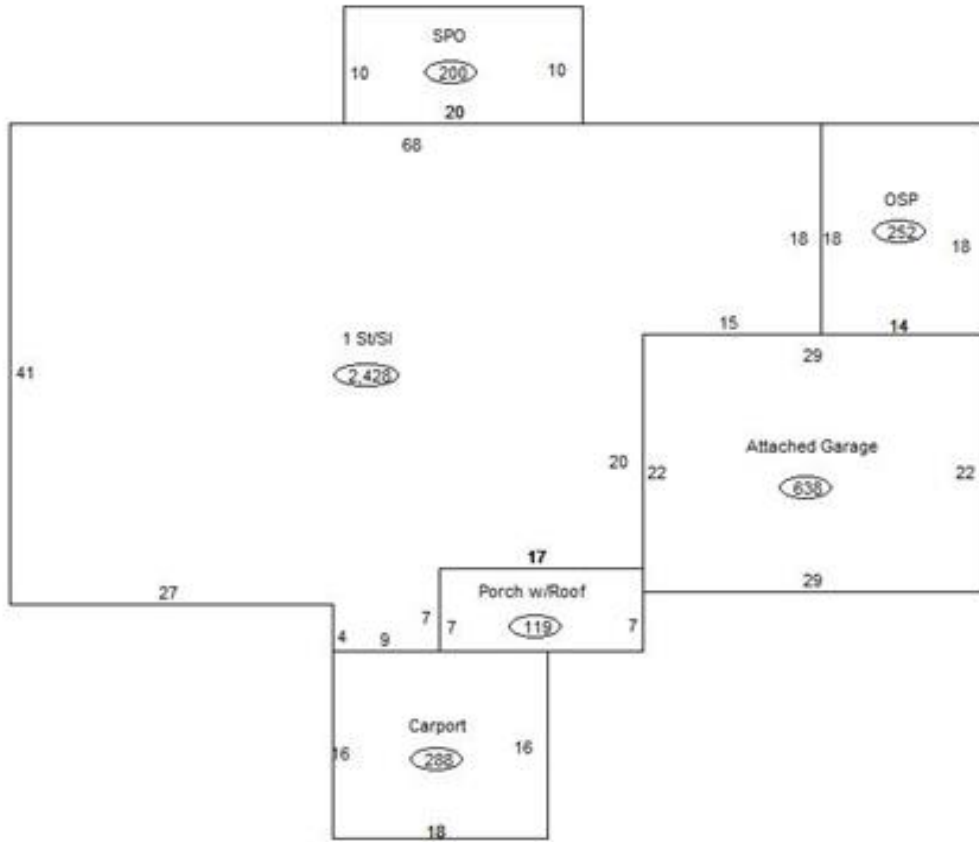 SPO
10 200 10
20
68
OSP
252
18 18 18
15 14
1 St/Sl 29
41 2,428
Attached Garage
20 22 22
638
17
27 Porch w/Roof 29
7 7 119 7
4 9
Carport
16 288 16
18